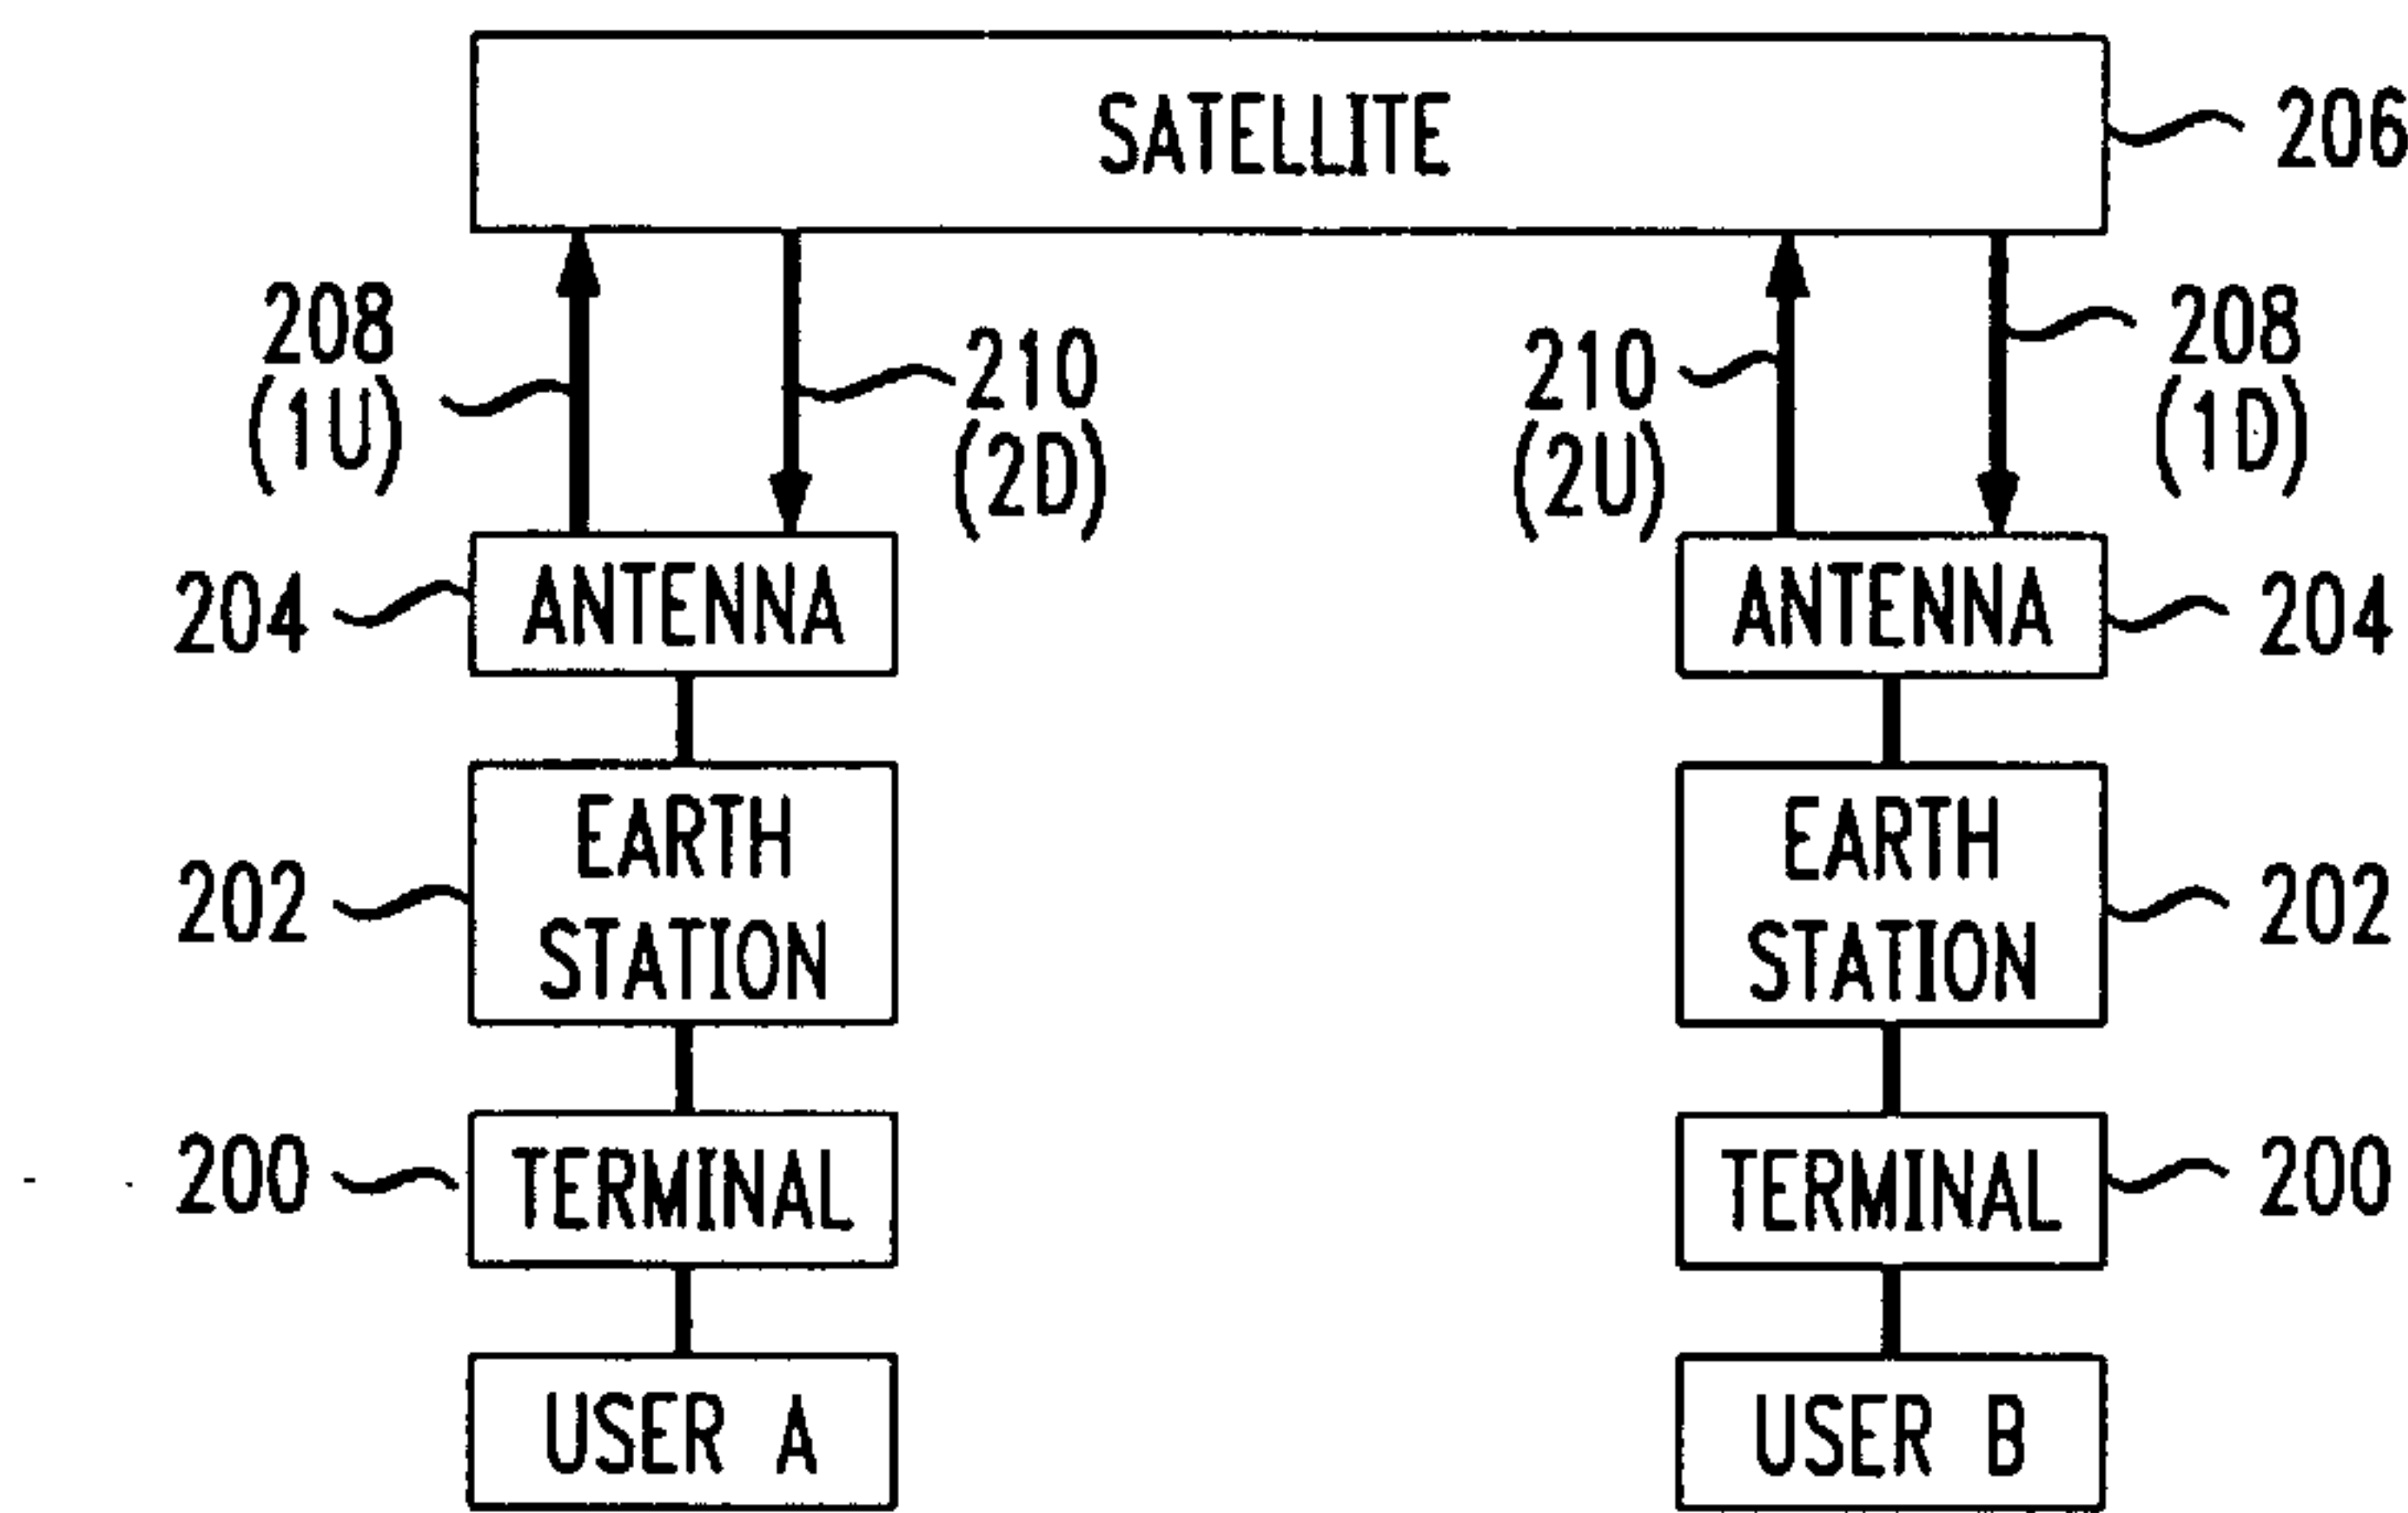 SATELLITE
206
208
(1U)
210
(2D)
210
(2U)
208
(1D)
204
ANTENNA
ANTENNA
204
202
EARTH
STATION
EARTH
STATION
202
200
TERMINAL
TERMINAL
200
USER A
USER B